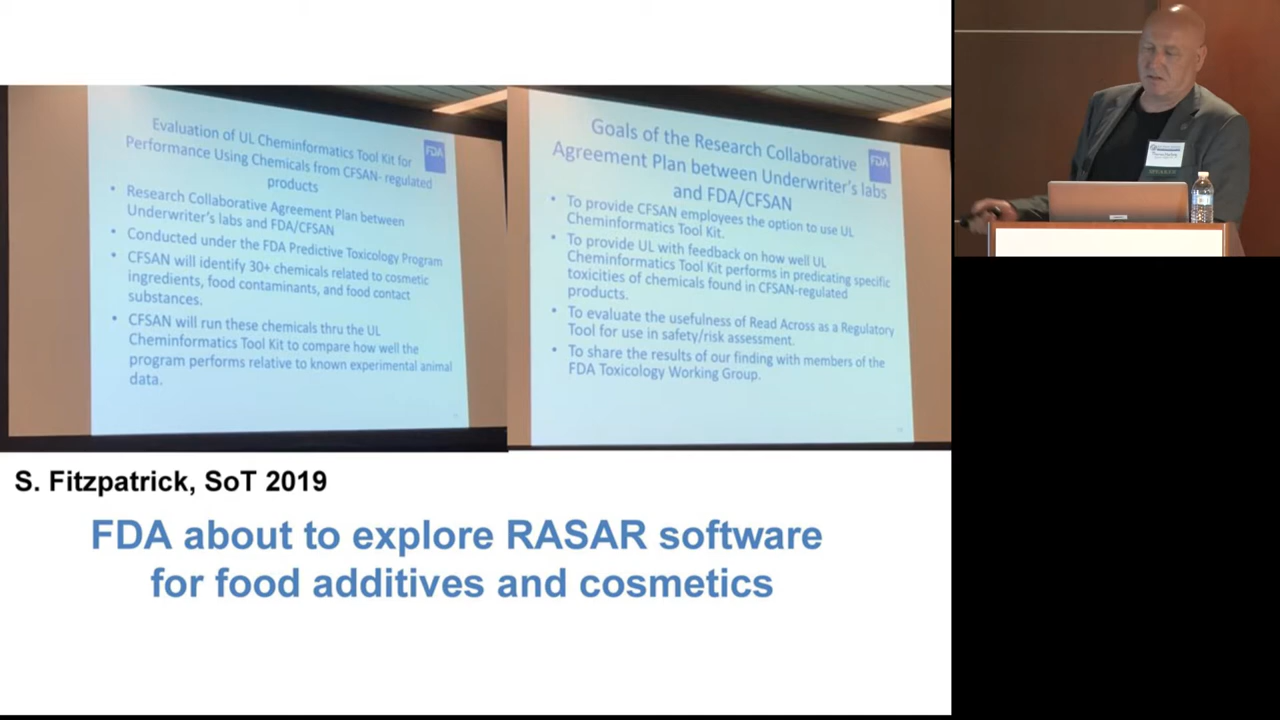 Evaluation of UL Cheminformatics Tool Kit for
Performance Using Chemicals from CFSAN- regulated
products
FDA
• Research Collaborative Agreement Plan between
Underwriter's labs and FDA/CFSAN
• Conducted under the FDA Predictive Toxicology Program
• CFSAN will identify 30+ chemicals related to cosmetic
ingredients, food contaminants, and food contact
substances.
• CFSAN will run these chemicals thru the UL
Cheminformatics Tool Kit to compare how well the
program performs relative to known experimental animal
data.
Goals of the Research Collaborative
Agreement Plan between Underwriter's labs
and FDA/CFSAN
FDA
• To provide CFSAN employees the option to use UL
Cheminformatics Tool Kit.
• To provide UL with feedback on how well UL
Cheminformatics Tool Kit performs in predicating specific
toxicities of chemicals found in CFSAN-regulated
products.
• To evaluate the usefulness of Read Across as a Regulatory
Tool for use in safety/risk assessment.
• To share the results of our finding with members of the
FDA Toxicology Working Group.
S. Fitzpatrick, SoT 2019
FDA about to explore RASAR software
for food additives and cosmetics